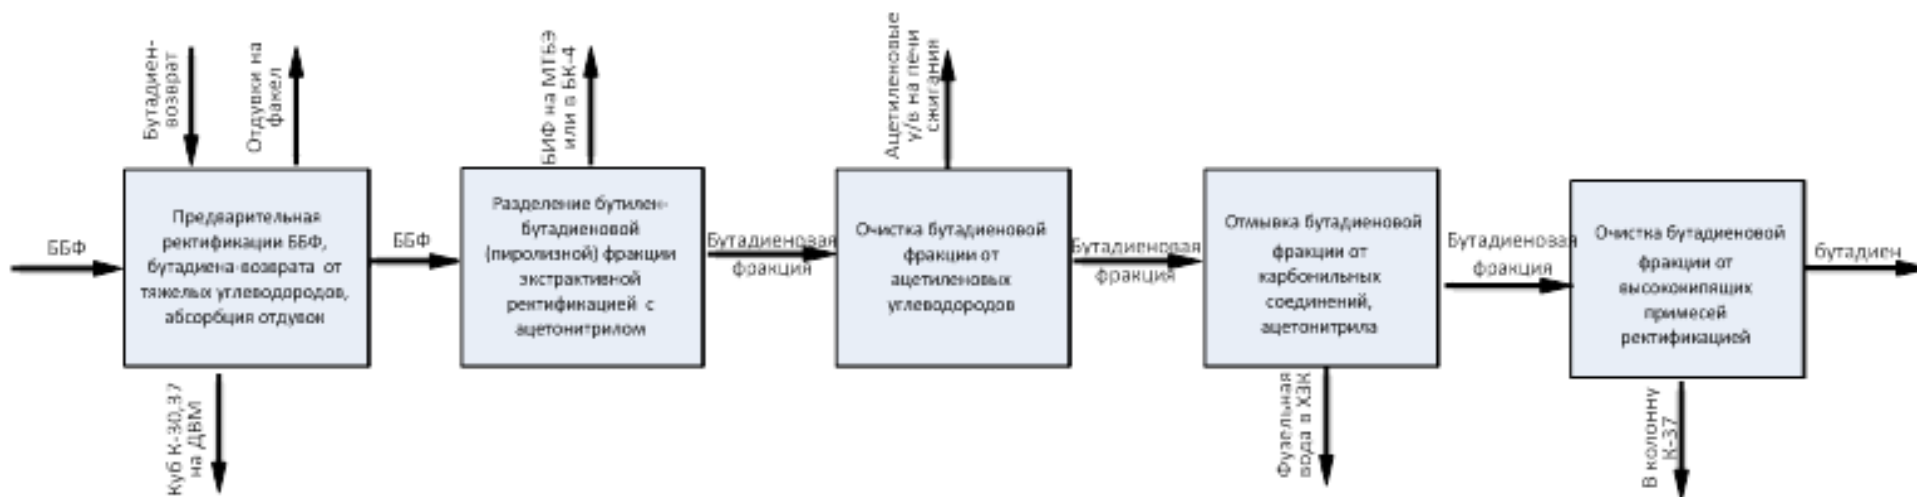 Бутадиен-
возврат
Отдувки на
факел
БИФ на МТБЭ
или в БК-4
Ацетиленовые
у/в на печи
сжигания
ББФ
Предварительная
ректификации ББФ,
бутадиена-возврата от
тяжелых углеводородов,
абсорбция отдувок
ББФ
Разделение бутилен-
бутадиеновой
(пиролизной) фракции
экстрактивной
ректификацией с
ацетонитрилом
Бутадиеновая
фракция
Очистка бутадиеновой
фракции от
ацетиленовых
углеводородов
Бутадиеновая
фракция
Отмывка бутадиеновой
фракции от
карбонильных
соединений,
ацетонитрила
Бутадиеновая
фракция
Очистка бутадиеновой
фракции от
высококипящих
примесей
ректификацией
бутадиен
Куб К-30,37
на ДВМ
Фузельная
вода в ХЗК
В колонну
К-37